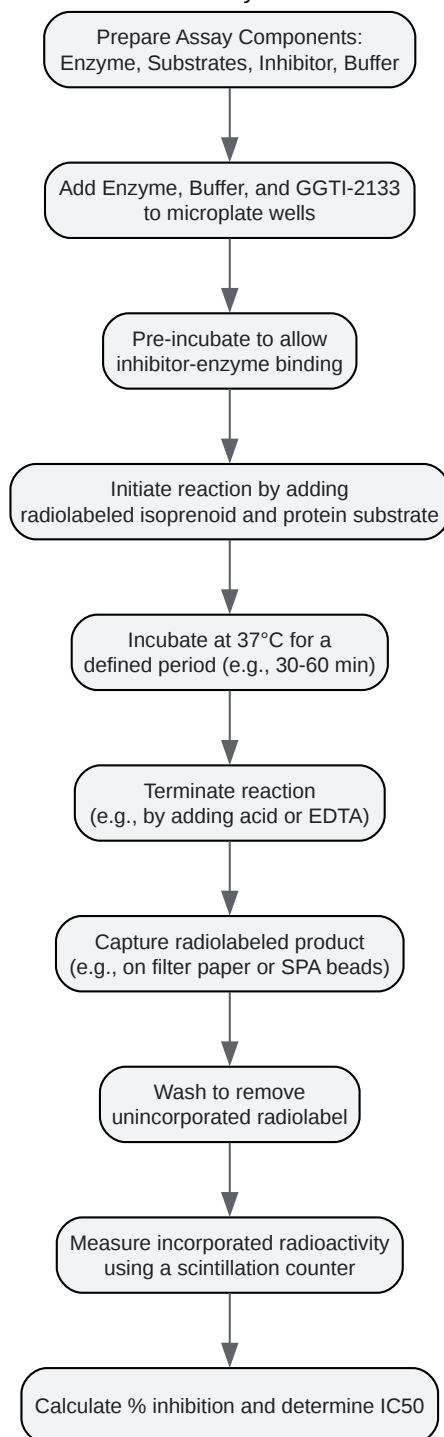 Prepare Assay Components:
Enzyme, Substrates, Inhibitor, Buffer
Add Enzyme, Buffer, and GGTI-2133
to microplate wells
Pre-incubate to allow
inhibitor-enzyme binding
Initiate reaction by adding
radiolabeled isoprenoid and protein substrate
Incubate at 37°C for a
defined period (e.g., 30-60 min)
Terminate reaction
(e.g., by adding acid or EDTA)
Capture radiolabeled product
(e.g., on filter paper or SPA beads)
Wash to remove
unincorporated radiolabel
Measure incorporated radioactivity
using a scintillation counter
Calculate % inhibition and determine IC50